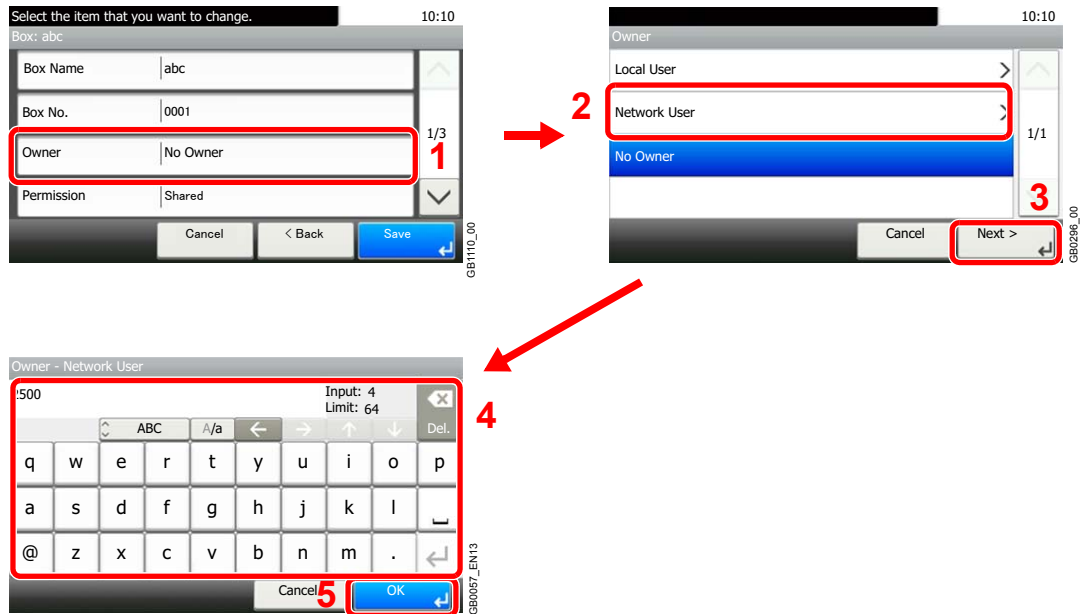 Select the item that you want to change. 10:10
Box: abc
Box Name abc
Box No. 0001
1/3
Owner No Owner 1
Permission Shared
Cancel < Back Save
GB1110_00
10:10
Owner
Local User
2 Network User
1/1
No Owner
3
Cancel Next >
GB0296_00
Owner - Network User
2500 Input: 4
Limit: 64
4
ABC A/a Del.
q w e r t y u i o p
a s d f g h j k l
@ z x c v b n m .
Cancel 5 OK
GB0057_EN13